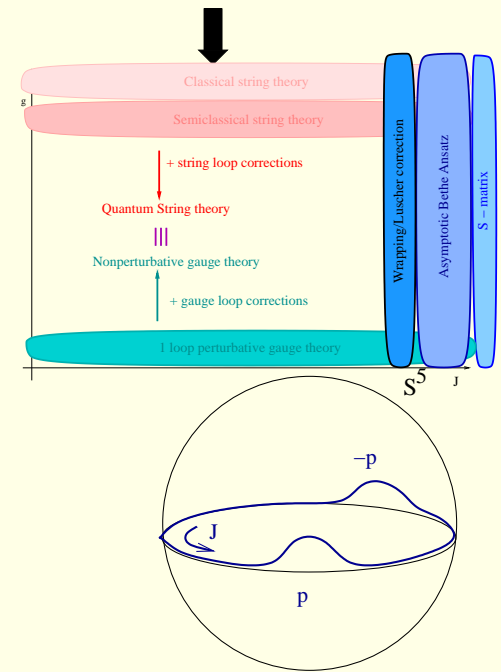 Classical string theory
g
Semiclassical string theory
+ string loop corrections
Quantum String theory
Nonperturbative gauge theory
+ gauge loop corrections
1 loop perturbative gauge theory
Wrapping/Luscher correction
Asymptotic Bethe Ansatz
S − matrix
S^5
J
−p
J
p